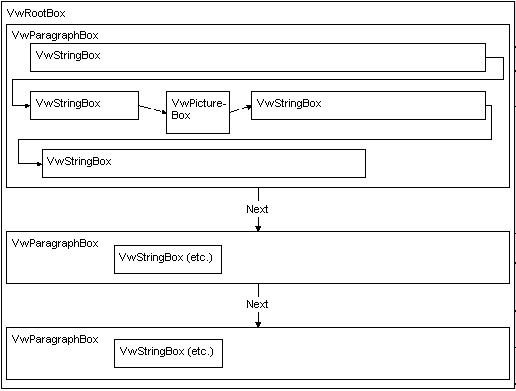 VwRootBox
VwParagraphBox
VwStringBox
VwStringBox
VwPicture-
Box
VwStringBox
VwStringBox
Next
VwParagraphBox
VwStringBox (etc.)
Next
VwParagraphBox
VwStringBox (etc.)